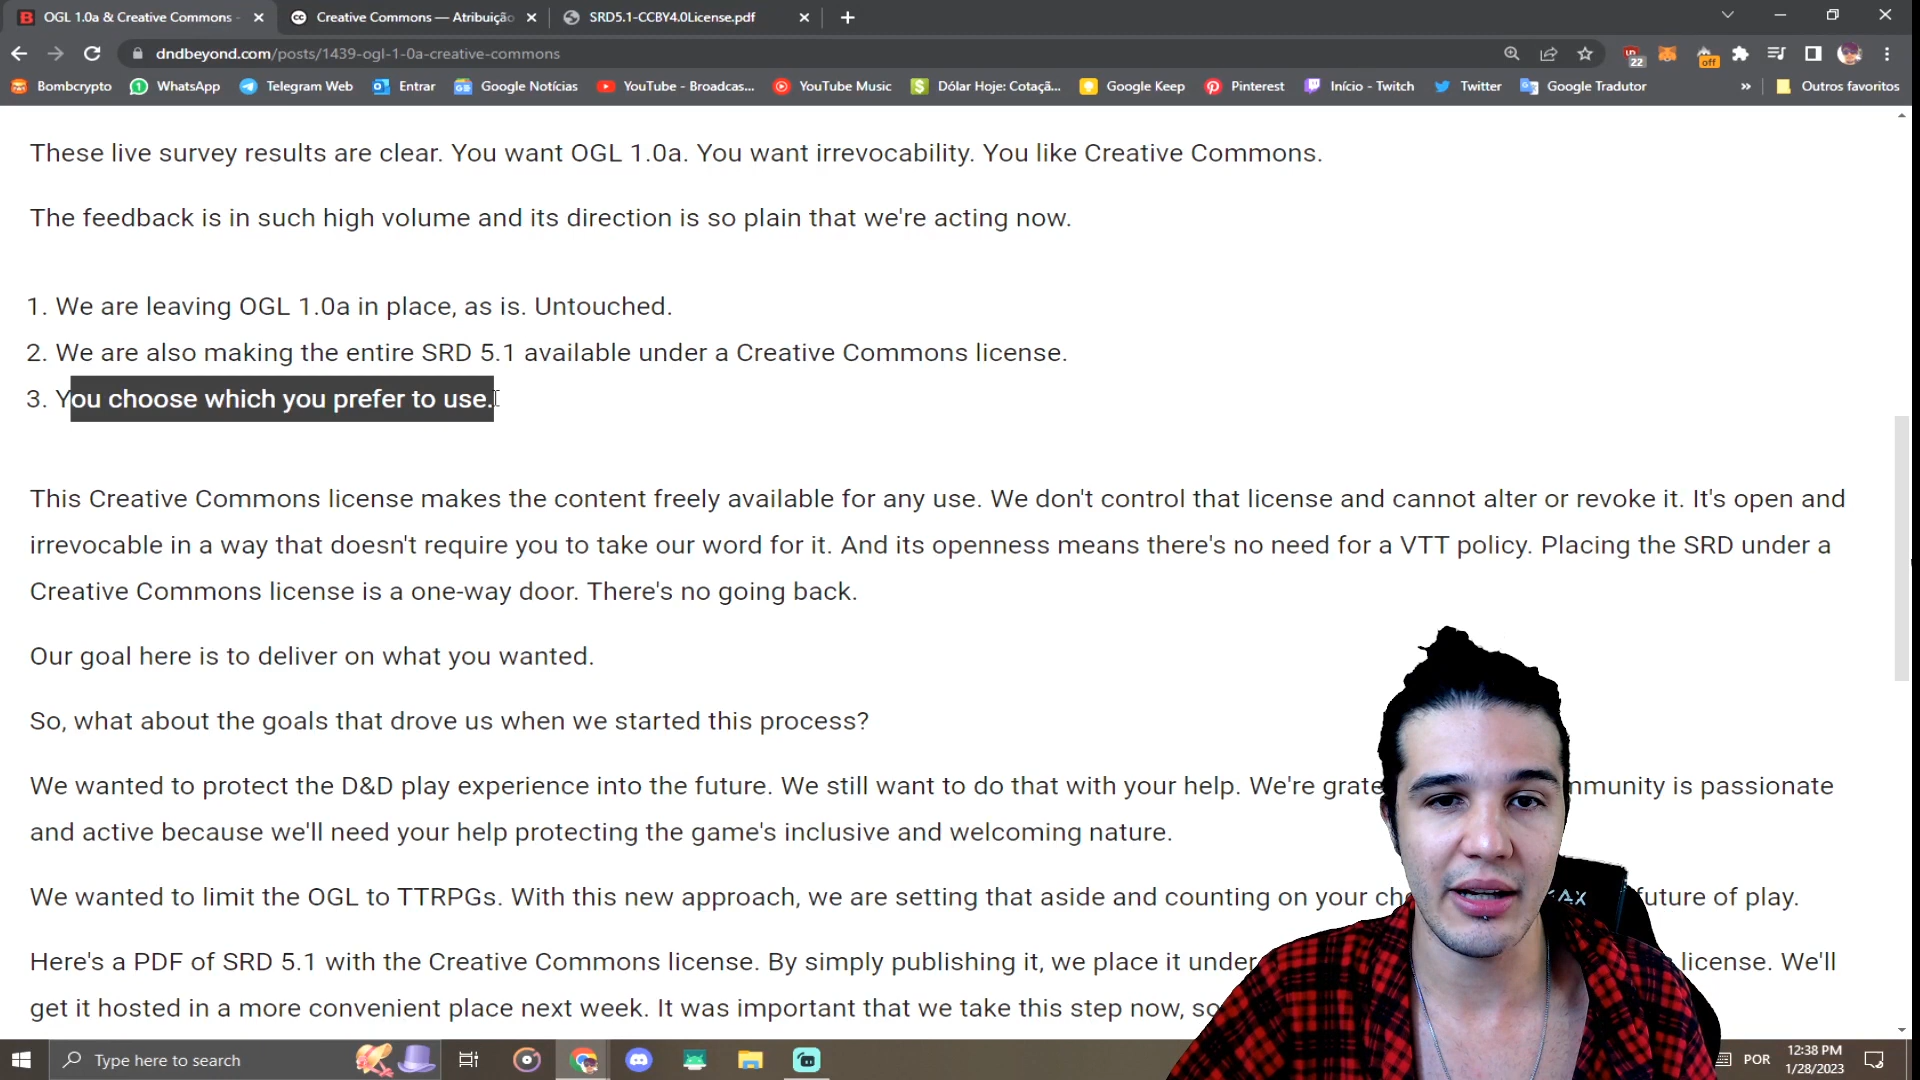 OGL 1.0a & Creative Commons -
Creative Commons — Atribuição
SRD5.1-CCBY4.0License.pdf
dndbeyond.com/posts/1439-ogl-1-0a-creative-commons
22
off
Bombcrypto
WhatsApp
Telegram Web
Entrar
Google Notícias
YouTube - Broadcas...
YouTube Music
Dólar Hoje: Cotaçã...
Google Keep
Pinterest
Início - Twitch
Twitter
Google Tradutor
»
Outros favoritos
These live survey results are clear. You want OGL 1.0a. You want irrevocability. You like Creative Commons.
The feedback is in such high volume and its direction is so plain that we're acting now.
1. We are leaving OGL 1.0a in place, as is. Untouched.
2. We are also making the entire SRD 5.1 available under a Creative Commons license.
3. You choose which you prefer to use.
This Creative Commons license makes the content freely available for any use. We don't control that license and cannot alter or revoke it. It's open and
irrevocable in a way that doesn't require you to take our word for it. And its openness means there's no need for a VTT policy. Placing the SRD under a
Creative Commons license is a one-way door. There's no going back.
Our goal here is to deliver on what you wanted.
So, what about the goals that drove us when we started this process?
We wanted to protect the D&D play experience into the future. We still want to do that with your help. We're grate mmunity is passionate
and active because we'll need your help protecting the game's inclusive and welcoming nature.
We wanted to limit the OGL to TTRPGs. With this new approach, we are setting that aside and counting on your ch future of play.
Here's a PDF of SRD 5.1 with the Creative Commons license. By simply publishing it, we place it under license. We'll
get it hosted in a more convenient place next week. It was important that we take this step now, so
Type here to search
POR
12:38 PM
1/28/2023